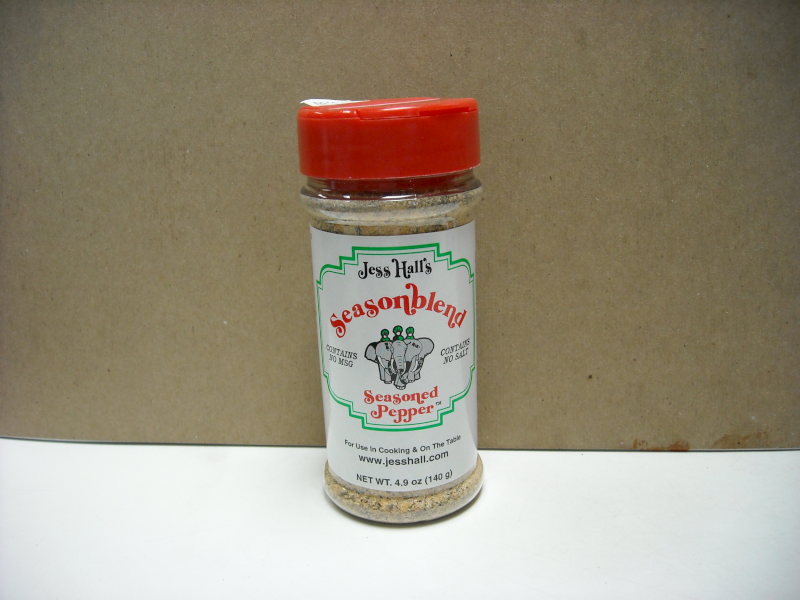 Jess Hall's
Seasonblend
CONTAINS
NO MSG
CONTAINS
NO SALT
Seasoned
Pepper™
For Use In Cooking & On The Table
www.jesshall.com
NET WT. 4.9 oz (140 g)